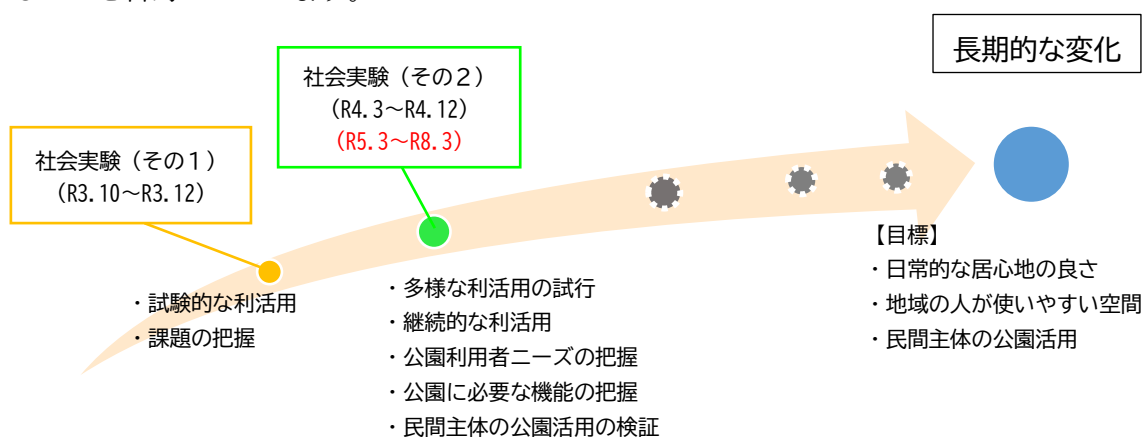 長期的な変化
社会実験（その２）
（R4.3～R4.12）
（R5.3～R8.3）
社会実験（その１）
（R3.10～R3.12）
・試験的な利活用
・課題の把握
・多様な利活用の試行
・継続的な利活用
・公園利用者ニーズの把握
・公園に必要な機能の把握
・民間主体の公園活用の検証
【目標】
・日常的な居心地の良さ
・地域の人が使いやすい空間
・民間主体の公園活用